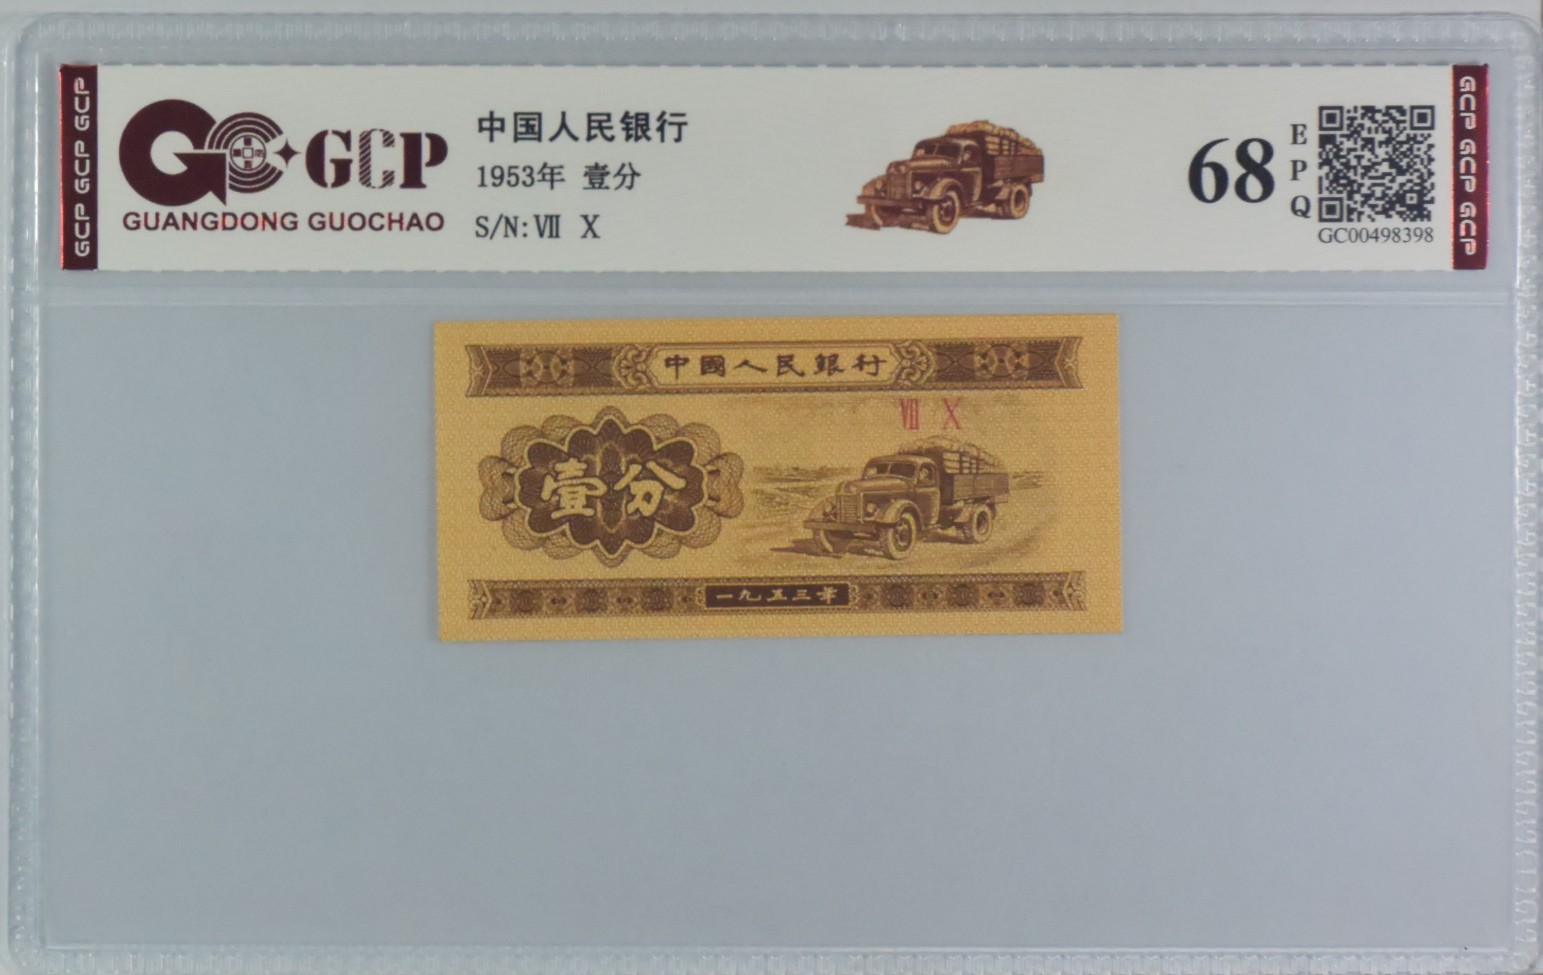 GCP GCP GCP
GCP
GUANGDONG GUOCHAO
中国人民银行
1953年 壹分
S/N: Ⅶ Ⅹ
68
EPQ
GC00498398
GCP GCP GCP
中國人民銀行
Ⅶ Ⅹ
壹分
一九五三年